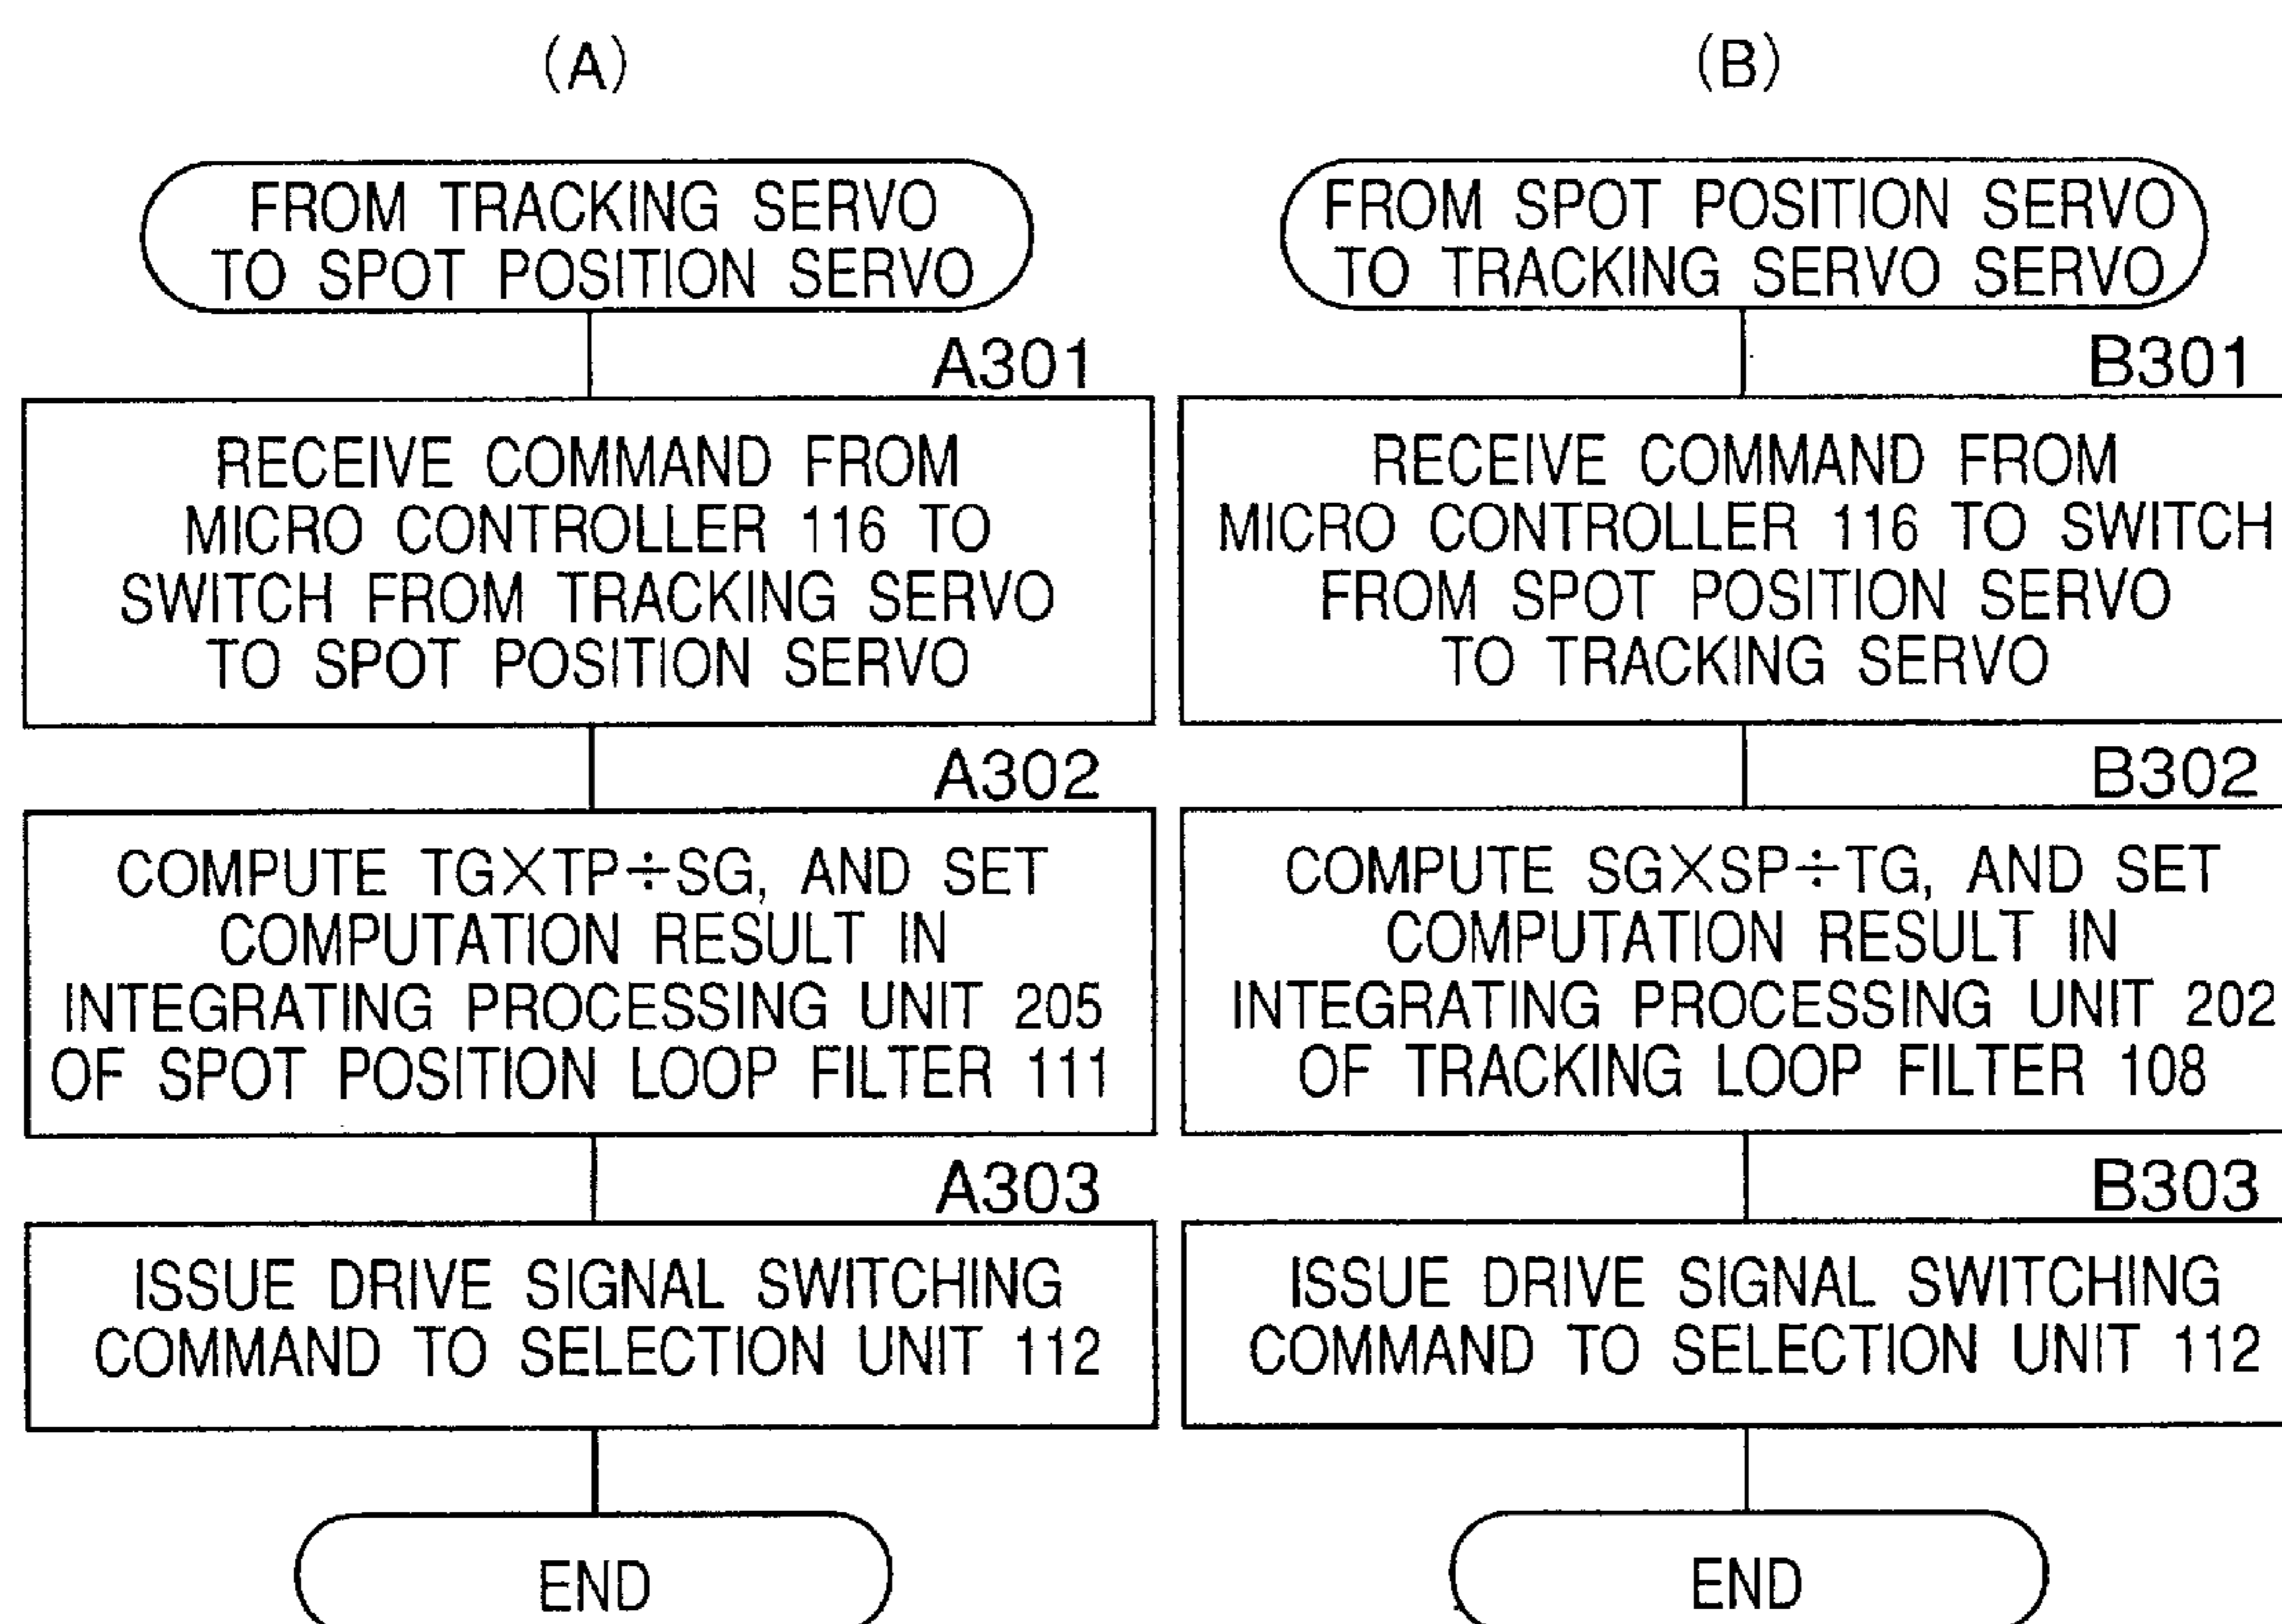 (A)
FROM TRACKING SERVO
TO SPOT POSITION SERVO
A301
RECEIVE COMMAND FROM
MICRO CONTROLLER 116 TO
SWITCH FROM TRACKING SERVO
TO SPOT POSITION SERVO
A302
COMPUTE TG×TP÷SG, AND SET
COMPUTATION RESULT IN
INTEGRATING PROCESSING UNIT 205
OF SPOT POSITION LOOP FILTER 111
A303
ISSUE DRIVE SIGNAL SWITCHING
COMMAND TO SELECTION UNIT 112
END
(B)
FROM SPOT POSITION SERVO
TO TRACKING SERVO SERVO
B301
RECEIVE COMMAND FROM
MICRO CONTROLLER 116 TO SWITCH
FROM SPOT POSITION SERVO
TO TRACKING SERVO
B302
COMPUTE SG×SP÷TG, AND SET
COMPUTATION RESULT IN
INTEGRATING PROCESSING UNIT 202
OF TRACKING LOOP FILTER 108
B303
ISSUE DRIVE SIGNAL SWITCHING
COMMAND TO SELECTION UNIT 112
END